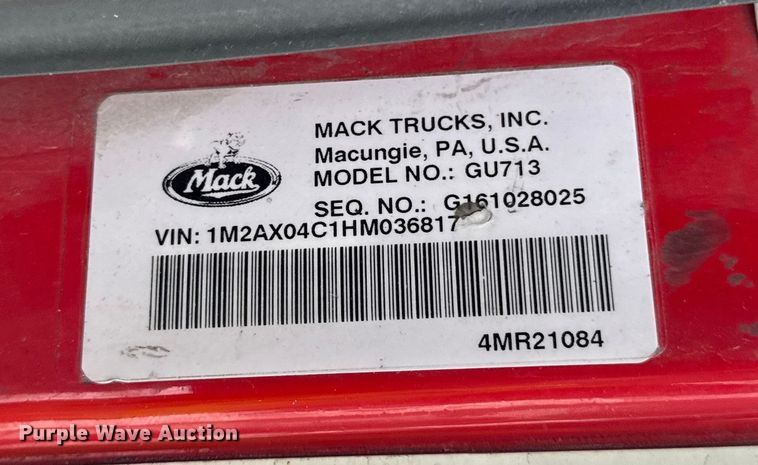 MACK TRUCKS, INC.
Macungie, PA, U.S.A.
MODEL NO.: GU713
SEQ. NO.: G161028025
Mack
VIN: 1M2AX04C1HM036817
4MR21084
Purple Wave Auction